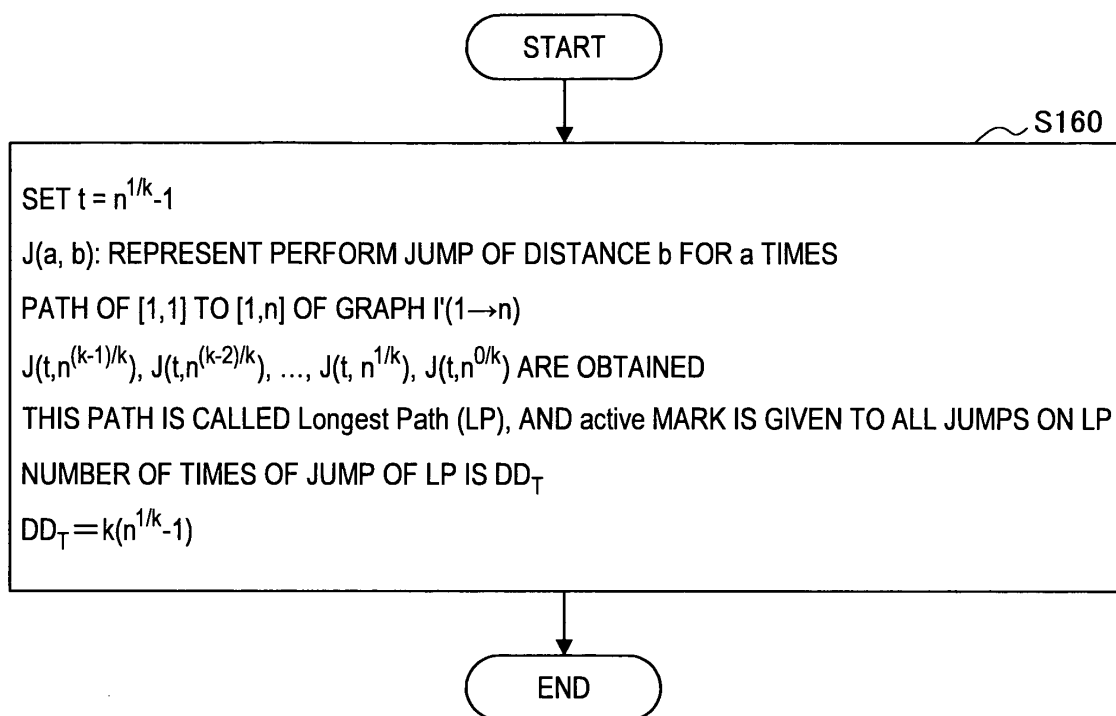 START
S160
SET t = n^{1/k}-1
J(a, b): REPRESENT PERFORM JUMP OF DISTANCE b FOR a TIMES
PATH OF [1,1] TO [1,n] OF GRAPH I'(1→n)
J(t,n^{(k-1)/k}), J(t,n^{(k-2)/k}), ..., J(t, n^{1/k}), J(t,n^{0/k}) ARE OBTAINED
THIS PATH IS CALLED Longest Path (LP), AND active MARK IS GIVEN TO ALL JUMPS ON LP
NUMBER OF TIMES OF JUMP OF LP IS DD_T
DD_T=k(n^{1/k}-1)
END